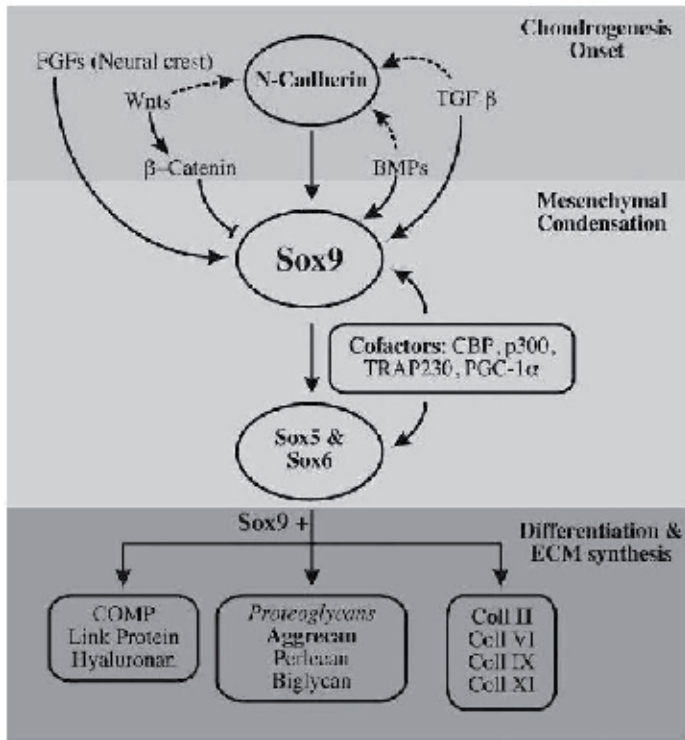 Chondrogenesis
Onset
FGFs (Neural crest)
N-Cadherin
Wnts
TGF β
β–Catenin
BMPs
Mesenchymal
Condensation
Sox9
Cofactors: CBP, p300,
TRAP230, PGC-1α
Sox5 &
Sox6
Sox9 +
Differentiation &
ECM synthesis
COMP
Link Protein
Hyaluronan
Proteoglycans
Aggrecan
Perlecan
Biglycan
Coll II
Coll VI
Coll IX
Coll XI